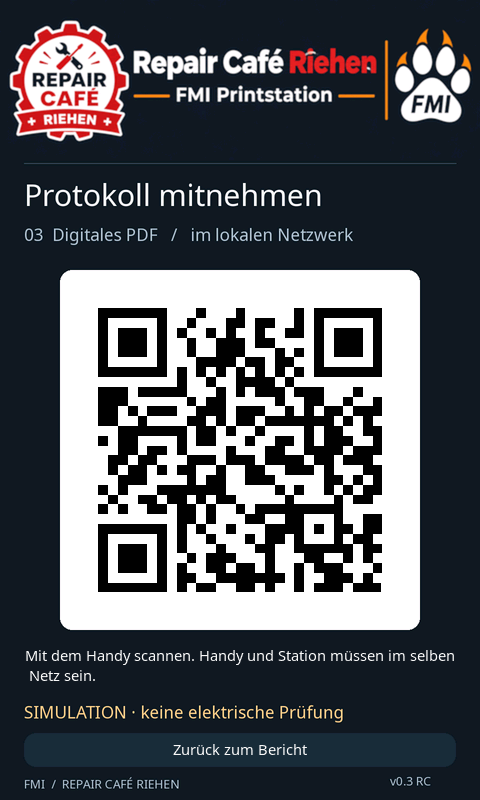 REPAIR
CAFÉ
RIEHEN
Repair Café Riehen
FMI Printstation
FMI
Protokoll mitnehmen
03 Digitales PDF / im lokalen Netzwerk
Mit dem Handy scannen. Handy und Station müssen im selben
Netz sein.
SIMULATION · keine elektrische Prüfung
Zurück zum Bericht
FMI / REPAIR CAFÉ RIEHEN
v0.3 RC